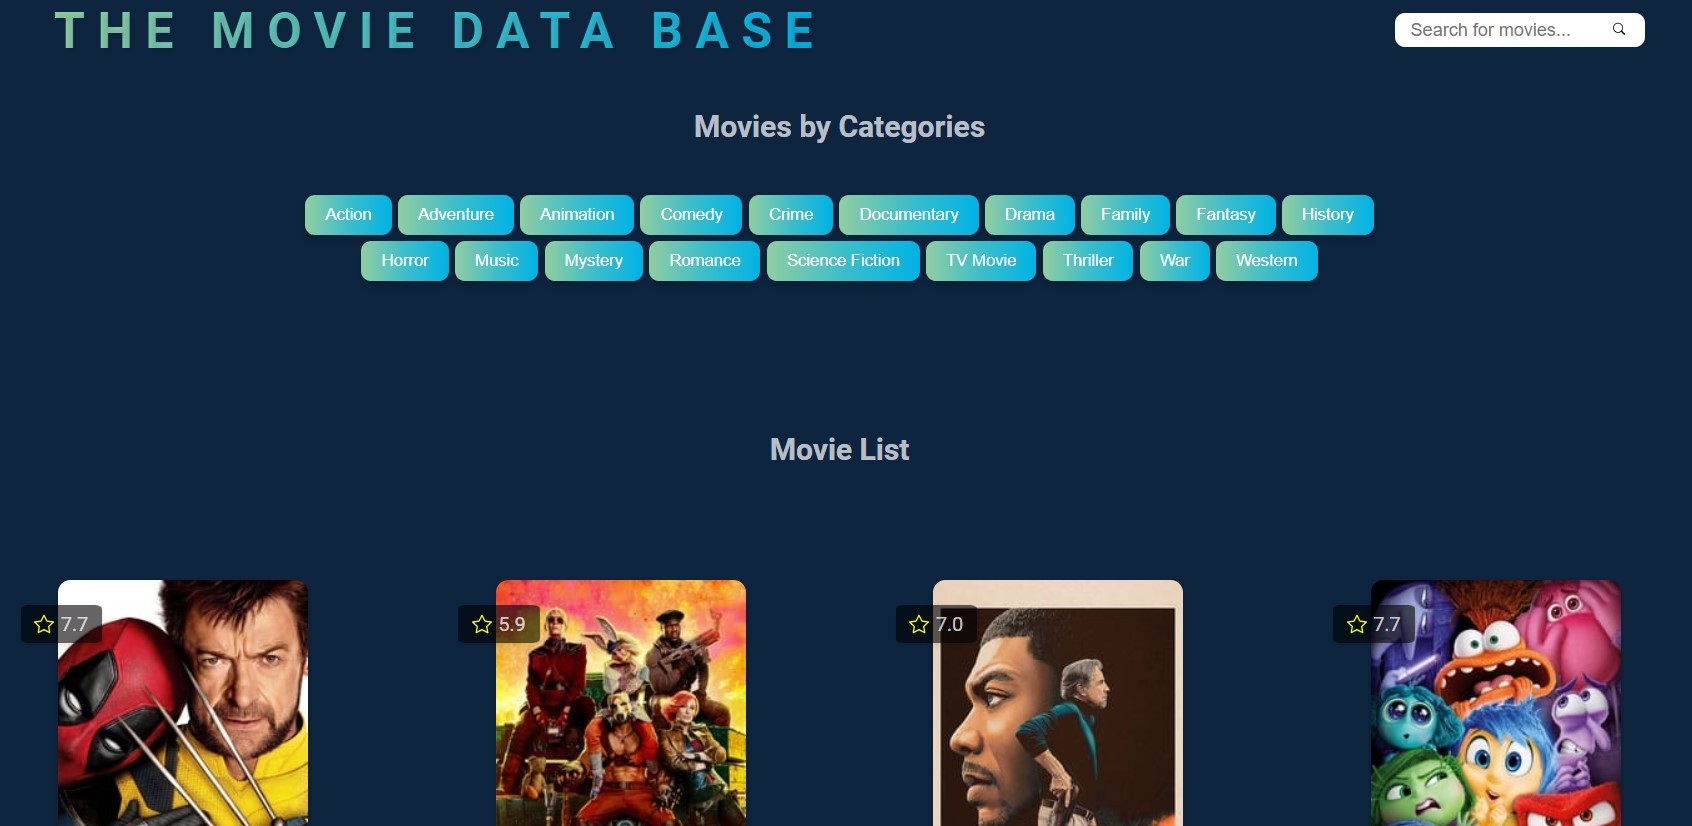 THE MOVIE DATA BASE
Search for movies...
Movies by Categories
Action Adventure Animation Comedy Crime Documentary Drama Family Fantasy History
Horror Music Mystery Romance Science Fiction TV Movie Thriller War Western
Movie List
7.7 5.9 7.0 7.7